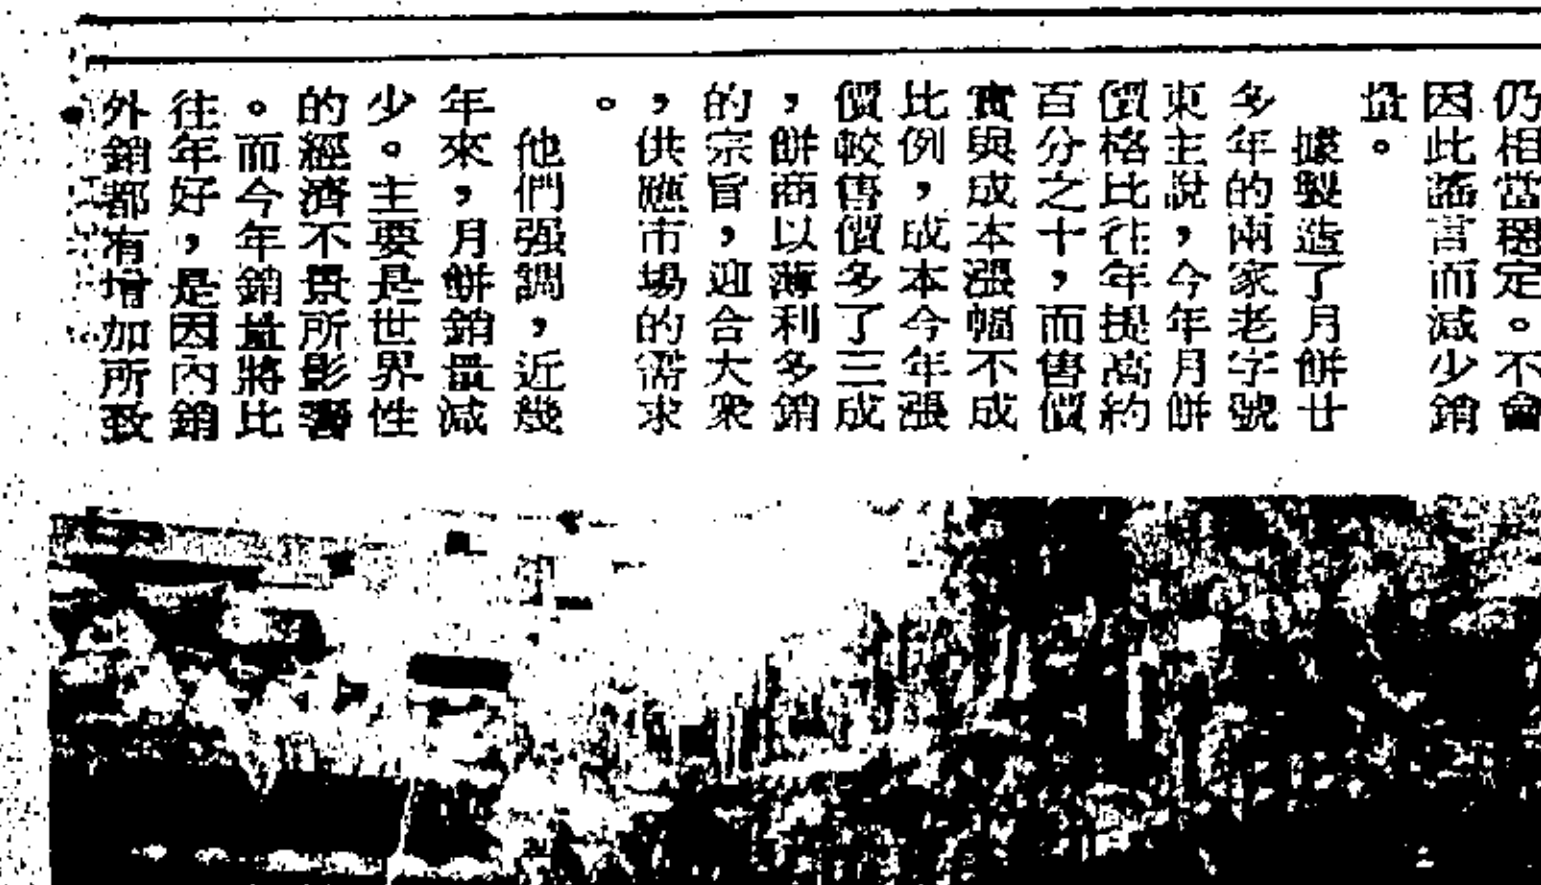 仍相當穩定。不會
因此謠言而減少銷
量。
據製造了月餅廿
多年的兩家老字號
東主說，今年月餅
價格比往年提高約
百分之十，而售價
實與成本漲幅不成
比例，成本今年漲
價較售價多了三成
，餅商以薄利多銷
的宗旨，迎合大衆
，供應市場的需求
。
他們强調，近幾
年來，月餅銷量減
少。主要是世界性
的經濟不景所影響
。而今年銷量將比
往年好，是因內銷
外銷都有增加所致